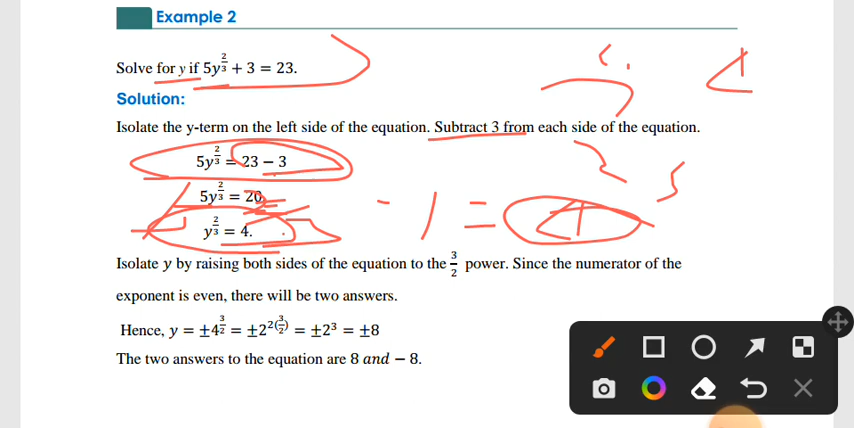 Example 2
Solve for y if 5y^(2/3) + 3 = 23.
Solution:
Isolate the y-term on the left side of the equation. Subtract 3 from each side of the equation.
5y^(2/3) = 23 − 3
5y^(2/3) = 20
y^(2/3) = 4.
Isolate y by raising both sides of the equation to the 3/2 power. Since the numerator of the
exponent is even, there will be two answers.
Hence, y = ±4^(3/2) = ±2^(2(3/2)) = ±2³ = ±8
The two answers to the equation are 8 and − 8.